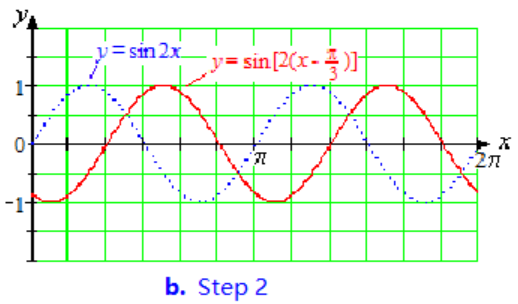 y
y = sin 2x
y = sin[2(x - π/3)]
1
0
π
x
2π
-1
b. Step 2